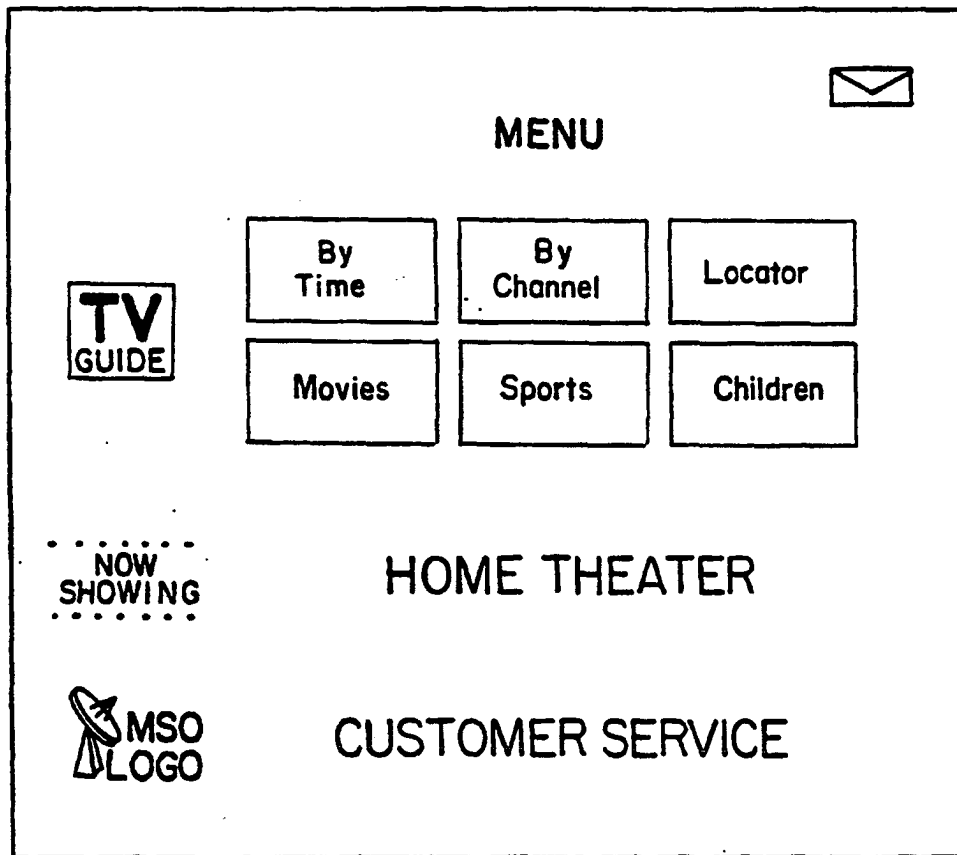 MENU
By
Time
By
Channel
Locator
TV
GUIDE
Movies
Sports
Children
NOW
SHOWING
HOME THEATER
MSO
LOGO
CUSTOMER SERVICE